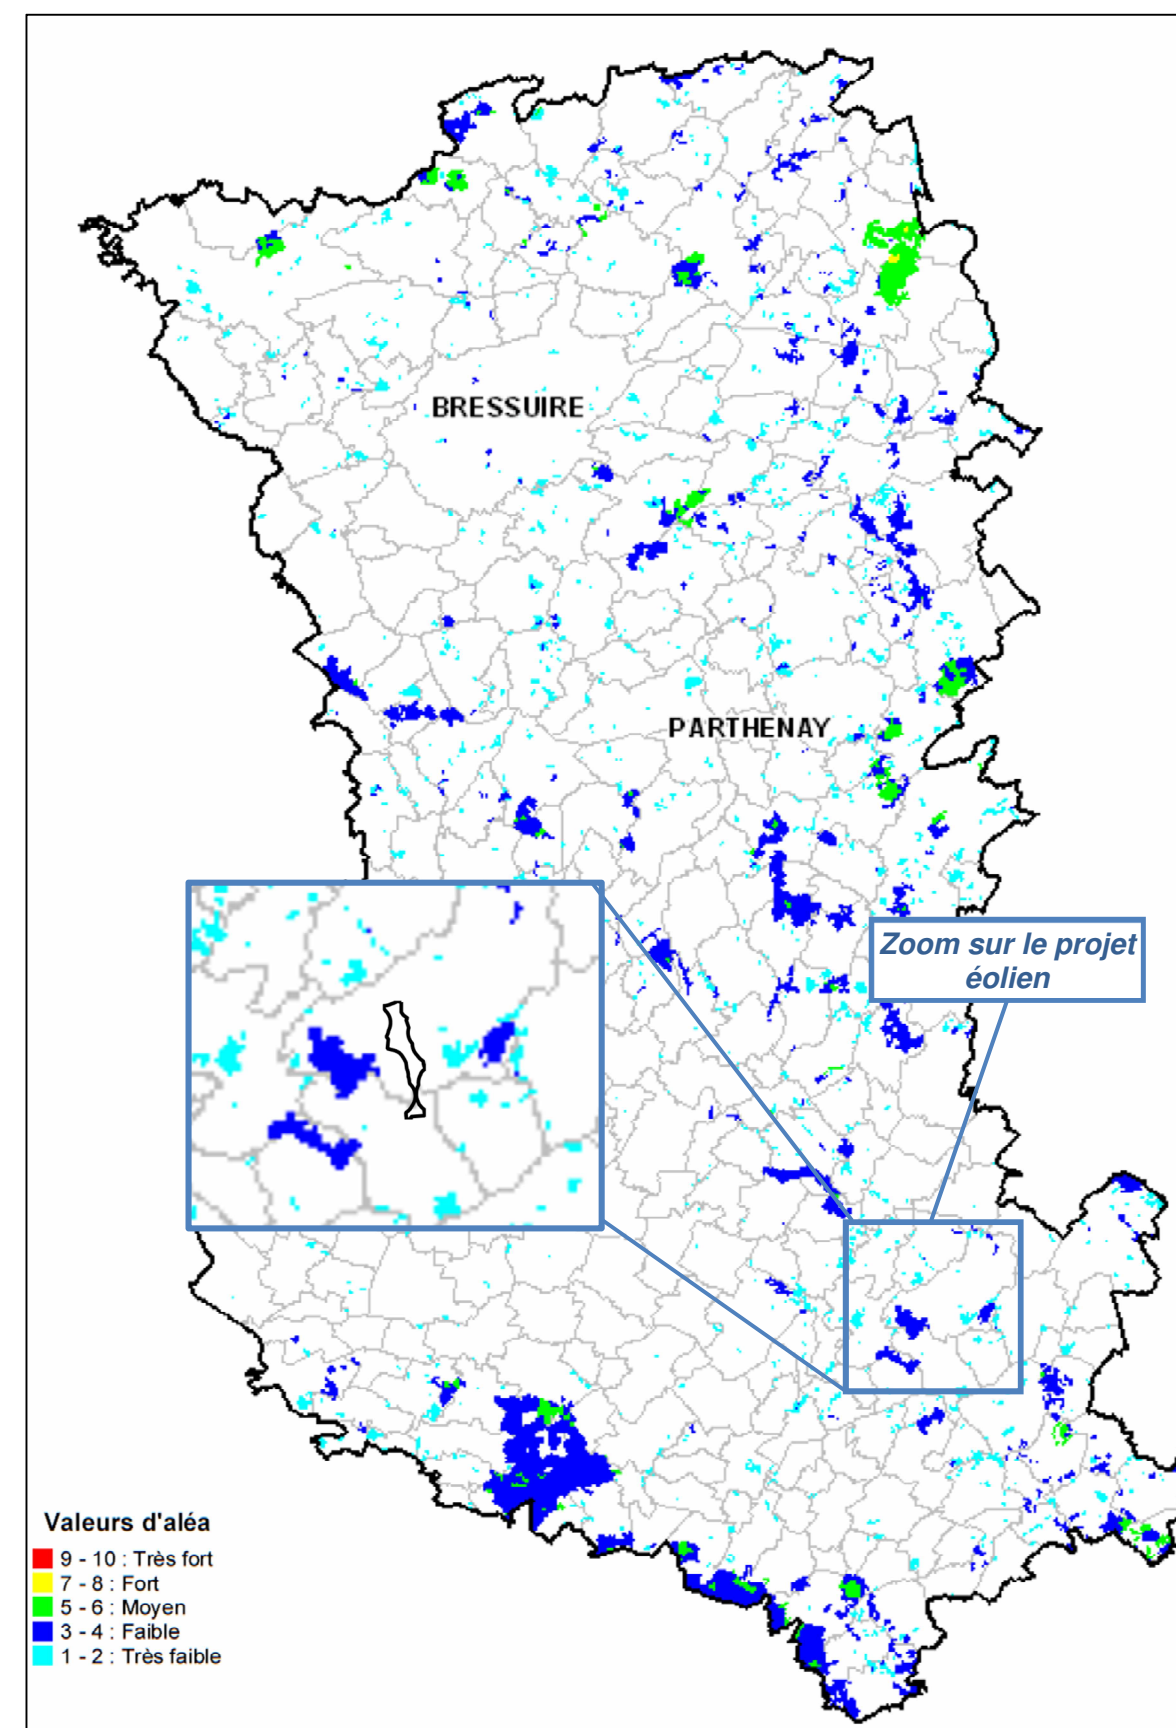 BRESSUIRE
PARTHENAY
Zoom sur le projet
éolien
Valeurs d'aléa
9 - 10 : Très fort
7 - 8 : Fort
5 - 6 : Moyen
3 - 4 : Faible
1 - 2 : Très faible